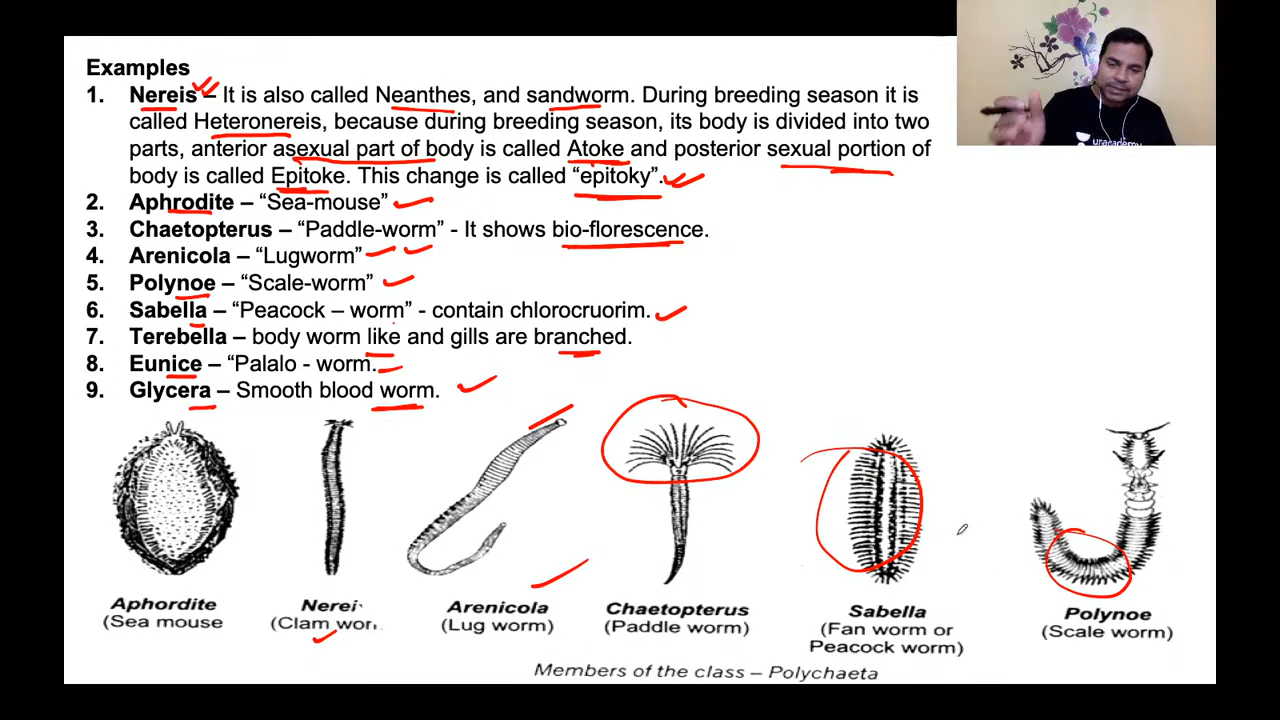 Examples
1. Nereis – It is also called Neanthes, and sandworm. During breeding season it is
called Heteronereis, because during breeding season, its body is divided into two
parts, anterior asexual part of body is called Atoke and posterior sexual portion of
body is called Epitoke. This change is called “epitoky”.
2. Aphrodite – “Sea-mouse”
3. Chaetopterus – “Paddle-worm” - It shows bio-florescence.
4. Arenicola – “Lugworm”
5. Polynoe – “Scale-worm”
6. Sabella – “Peacock – worm” - contain chlorocruorim.
7. Terebella – body worm like and gills are branched.
8. Eunice – “Palalo - worm.
9. Glycera – Smooth blood worm.
Aphordite
(Sea mouse
Nerei
(Clam wor
Arenicola
(Lug worm)
Chaetopterus
(Paddle worm)
Sabella
(Fan worm or
Peacock worm)
Polynoe
(Scale worm)
Members of the class – Polychaeta